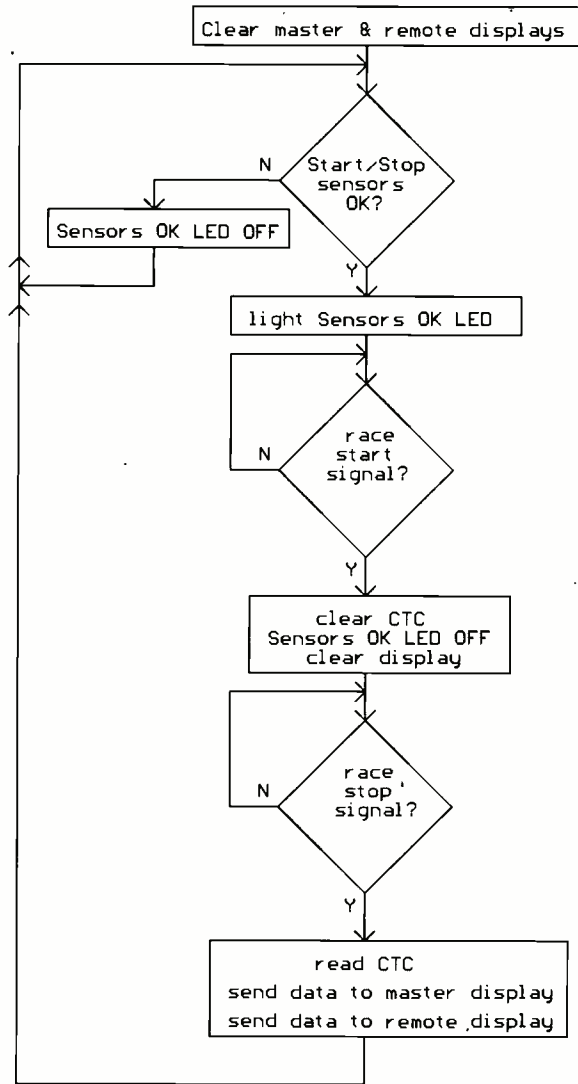 Clear master & remote displays
Start/Stop
sensors
OK?
N
Sensors OK LED OFF
Y
light Sensors OK LED
race
start
signal?
N
Y
clear CTC
Sensors OK LED OFF
clear display
race
stop
signal?
N
Y
read CTC
send data to master display
send data to remote display